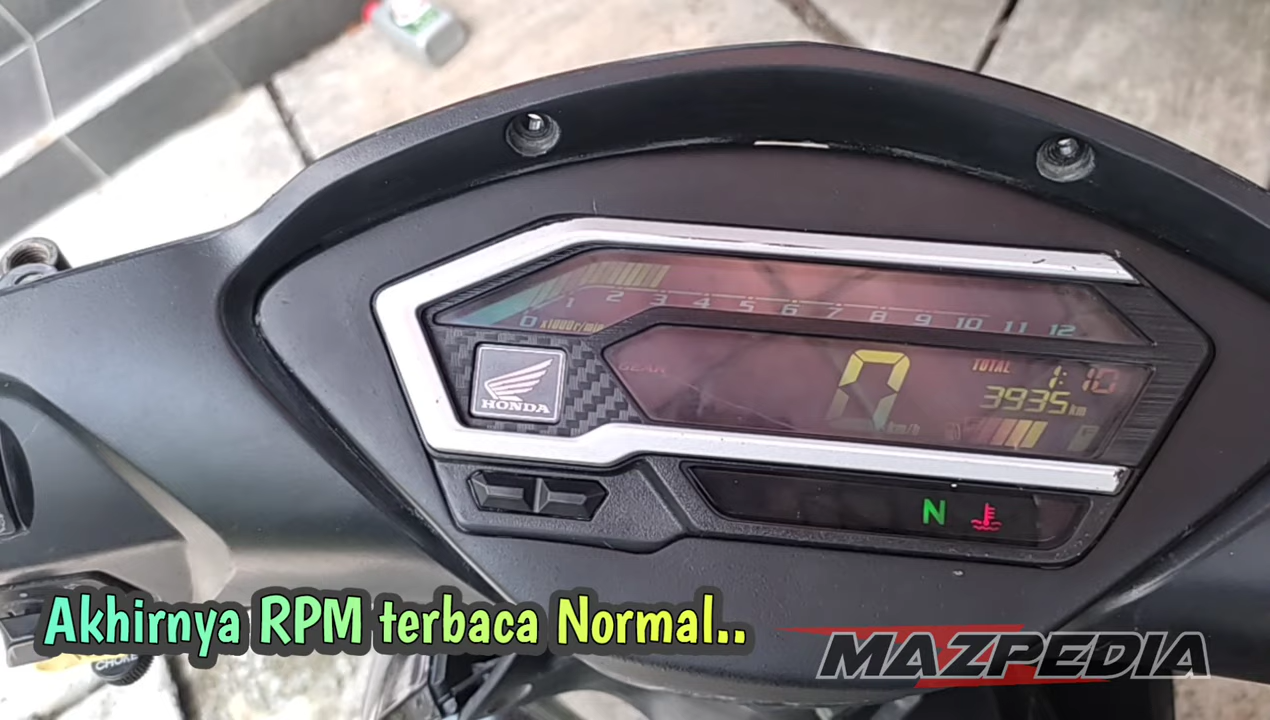 1 2 3 4 5 6 7 8 9 10 11 12
0 x1000r/min
HONDA
GEAR
0 km/h
TOTAL 1:10
3935 km
N
CHOKE
Akhirnya RPM terbaca Normal..
MAZPEDIA